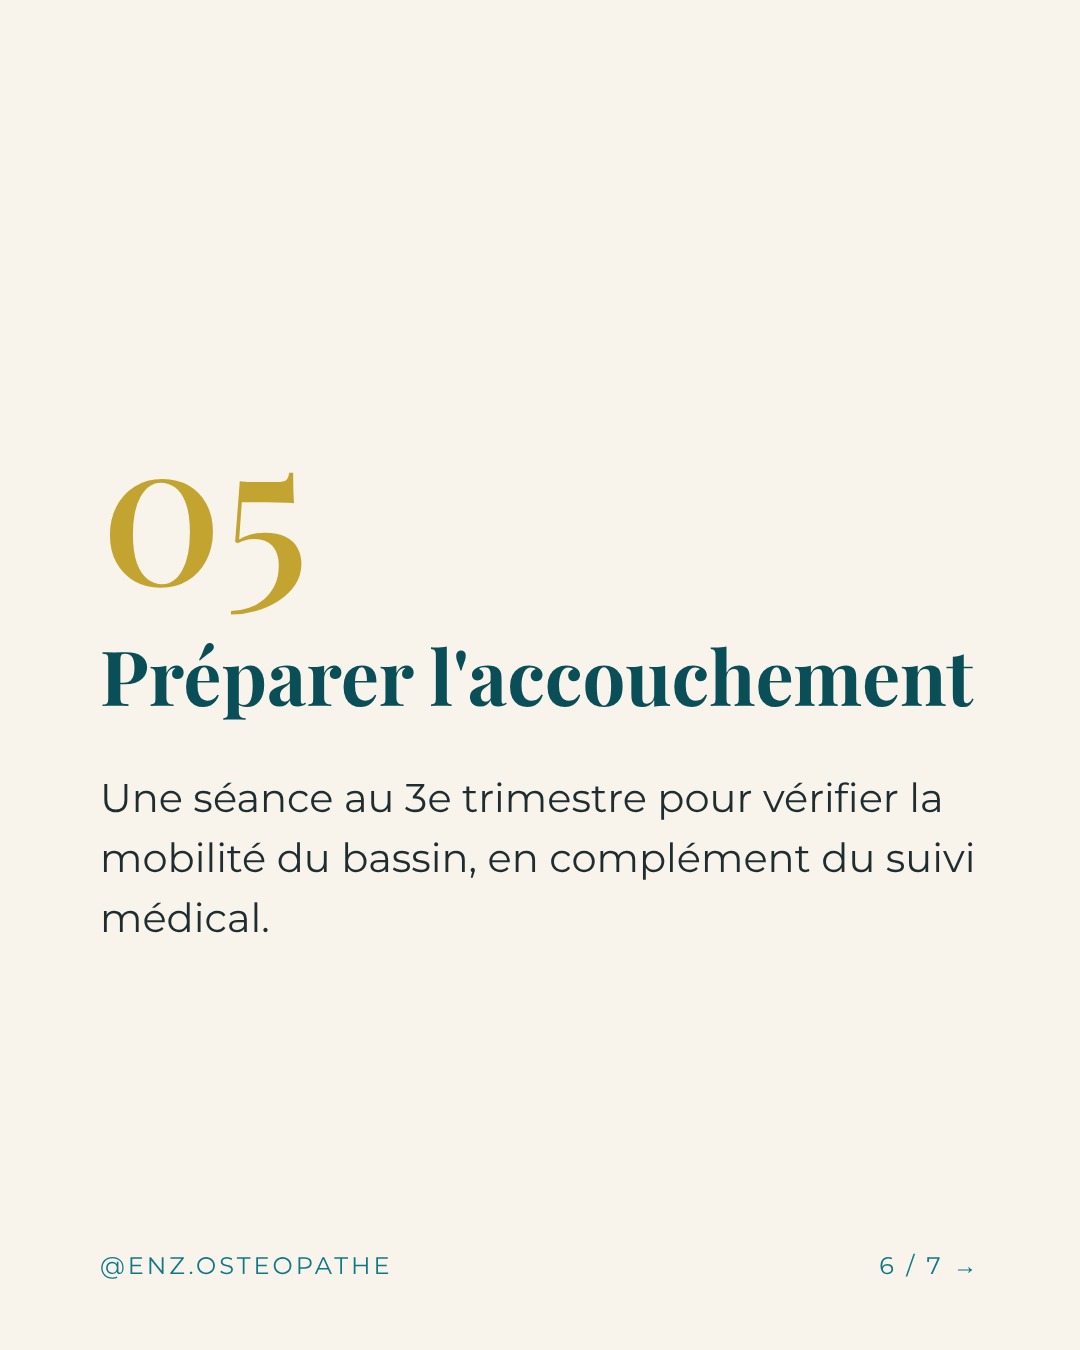 05
Préparer l'accouchement
Une séance au 3e trimestre pour vérifier la
mobilité du bassin, en complément du suivi
médical.
@ENZ.OSTEOPATHE
6 / 7 →